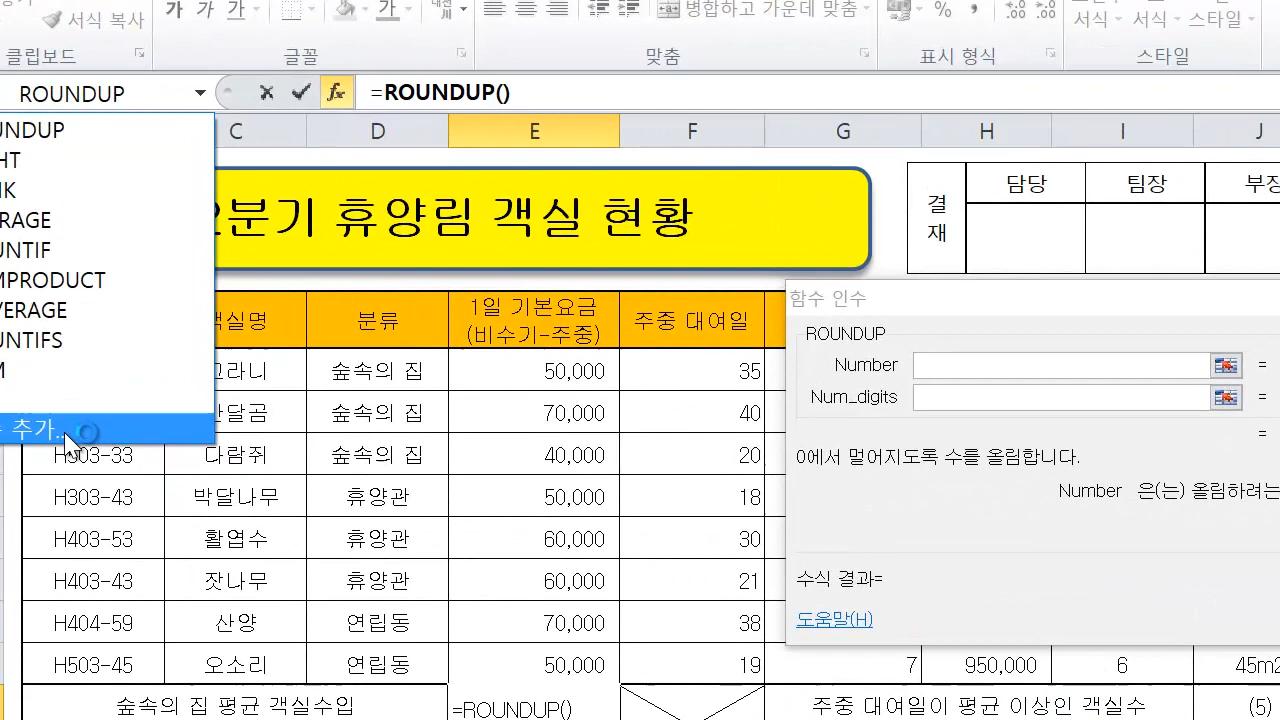 가 가 가 내천 병합하고 가운데 맞춤 % ,
서식 복사 서식 서식 스타일
클립보드 글꼴 맞춤 표시 형식 스타일
ROUNDUP fx =ROUNDUP()
C D E F G H I J
UNDUP
HT
IK
RAGE
UNTIF
MPRODUCT
VERAGE
UNTIFS
M
추가...
2분기 휴양림 객실 현황
결재 담당 팀장 부장
객실명 분류 1일 기본요금 주중 대여일
(비수기-주중)
고라니 숲속의 집 50,000 35
반달곰 숲속의 집 70,000 40
H303-33 다람쥐 숲속의 집 40,000 20
H303-43 박달나무 휴양관 50,000 18
H403-53 활엽수 휴양관 60,000 30
H403-43 잣나무 휴양관 60,000 21
H404-59 산양 연립동 70,000 38
H503-45 오소리 연립동 50,000 19 7 950,000 6 45m2
숲속의 집 평균 객실수입 =ROUNDUP() 주중 대여일이 평균 이상인 객실수 (5)
함수 인수
ROUNDUP
Number =
Num_digits =
=
0에서 멀어지도록 수를 올림합니다.
Number 은(는) 올림하려는
수식 결과=
도움말(H)